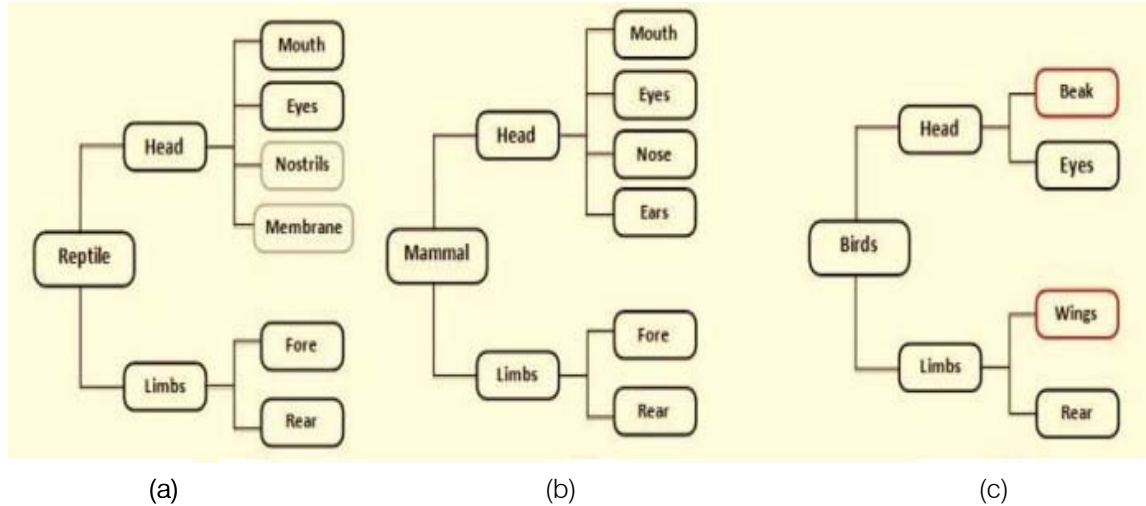 Reptile
Head
Mouth
Eyes
Nostrils
Membrane
Limbs
Fore
Rear
(a)
Mammal
Head
Mouth
Eyes
Nose
Ears
Limbs
Fore
Rear
(b)
Birds
Head
Beak
Eyes
Limbs
Wings
Rear
(c)